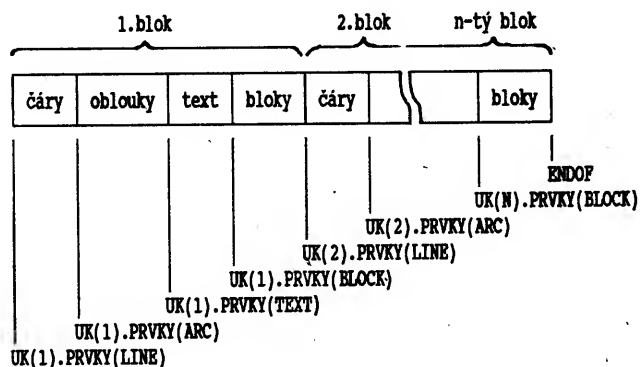 1.blok 2.blok n-tý blok
čáry oblouky text bloky čáry bloky
ENDOF
UK(N).PRVKY(BLOCK)
UK(2).PRVKY(ARC)
UK(2).PRVKY(LINE)
UK(1).PRVKY(BLOCK)
UK(1).PRVKY(TEXT)
UK(1).PRVKY(ARC)
UK(1).PRVKY(LINE)